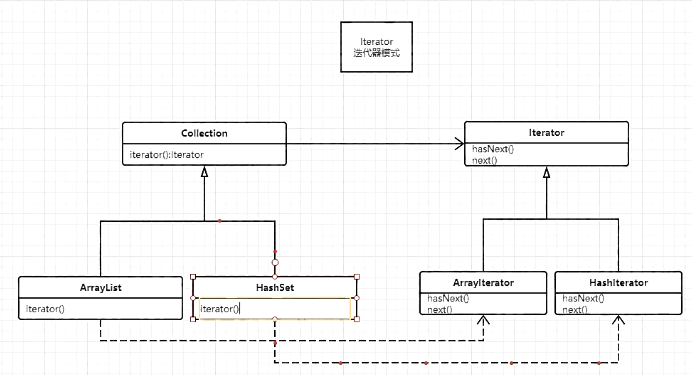 Iterator
迭代器模式
Collection
iterator():Iterator
Iterator
hasNext()
next()
ArrayList
Iterator()
HashSet
iterator()
ArrayIterator
hasNext()
next()
HashIterator
hasNext()
next()